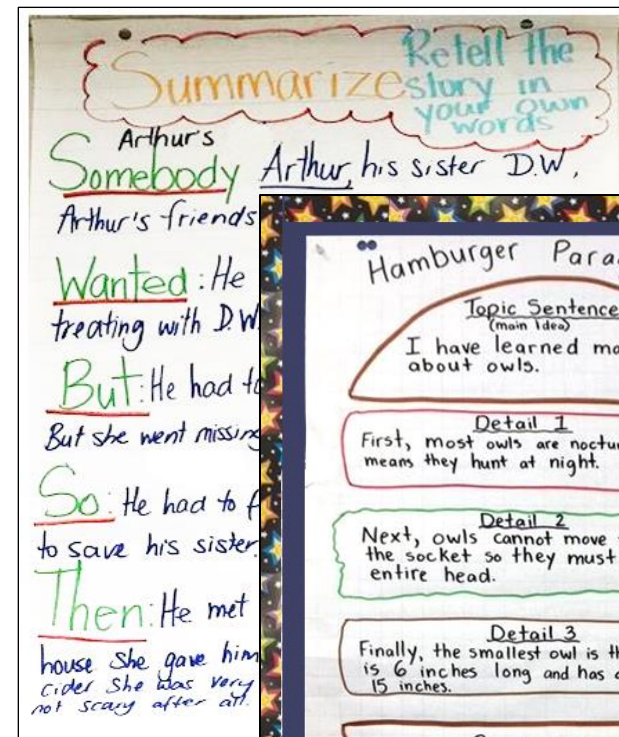 Summarize
Retell the
story in
your own
words
Arthur's
Somebody Arthur, his sister D.W,
Arthur's friends
Wanted: He
treating with D.W
But: He had to
But she went missing
So: He had to f
to save his sister.
Then: He met
house She gave him
cider She was very
not scary after all.
Hamburger Para
Topic Sentence
(main Idea)
I have learned ma
about owls.
Detail 1
First, most owls are noctu
means they hunt at night.
Detail 2
Next, owls cannot move
the socket so they must
entire head.
Detail 3
Finally, the smallest owl is th
is 6 inches long and has a
15 inches.